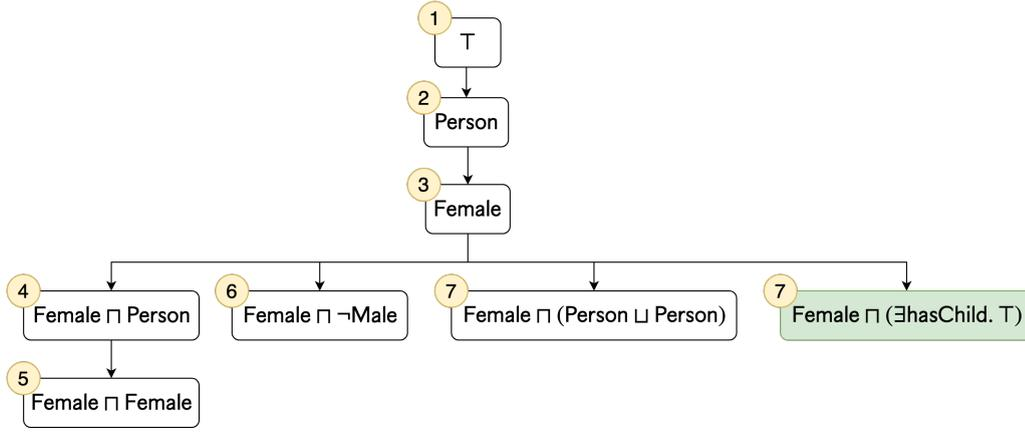 1
⊤
2
Person
3
Female
4
Female ⊓ Person
6
Female ⊓ ¬Male
7
Female ⊓ (Person ⊔ Person)
7
Female ⊓ (∃hasChild. ⊤)
5
Female ⊓ Female